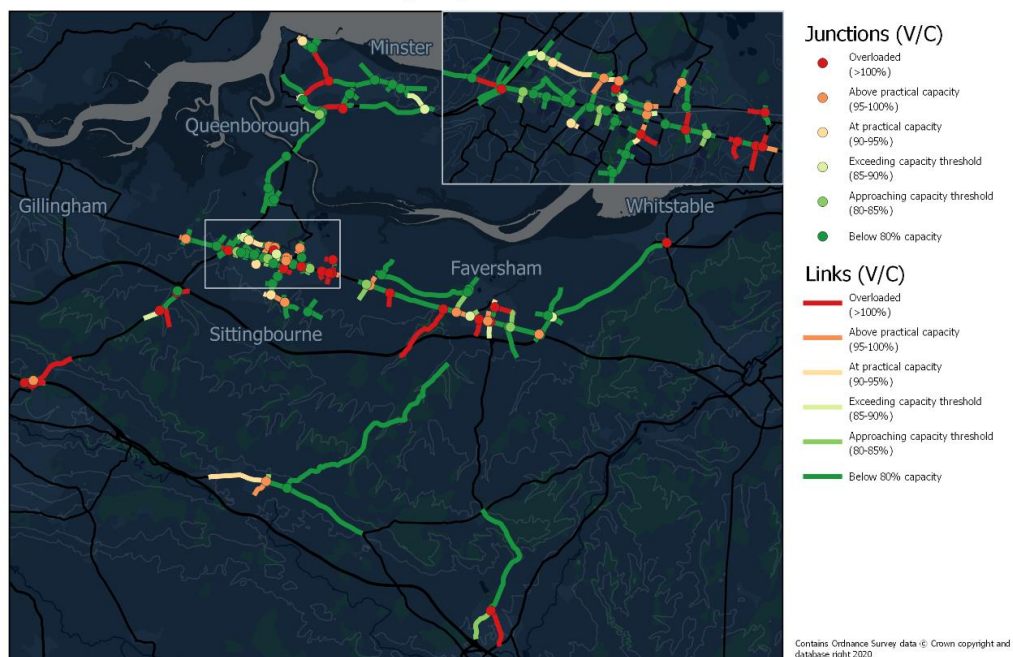 Minster
Queenborough
Gillingham
Whitstable
Faversham
Sittingbourne
Junctions (V/C)
Overloaded
(>100%)
Above practical capacity
(95-100%)
At practical capacity
(90-95%)
Exceeding capacity threshold
(85-90%)
Approaching capacity threshold
(80-85%)
Below 80% capacity
Links (V/C)
Overloaded
(>100%)
Above practical capacity
(95-100%)
At practical capacity
(90-95%)
Exceeding capacity threshold
(85-90%)
Approaching capacity threshold
(80-85%)
Below 80% capacity
Contains Ordnance Survey data © Crown copyright and
database right 2020